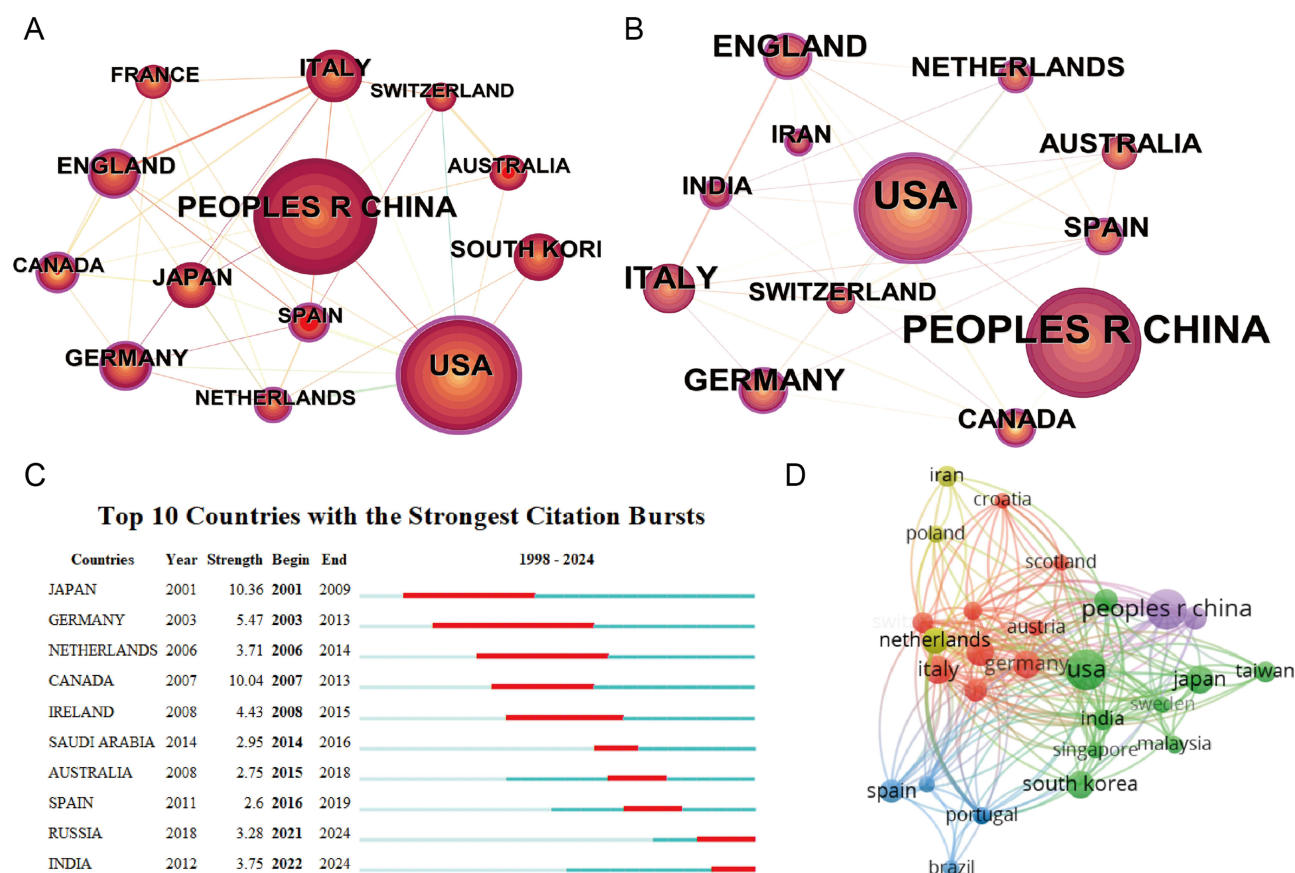 A
FRANCE
ITALY
SWITZERLAND
ENGLAND
AUSTRALIA
PEOPLES R CHINA
SOUTH KORI
CANADA
JAPAN
SPAIN
GERMANY
USA
NETHERLANDS
B
ENGLAND
NETHERLANDS
IRAN
AUSTRALIA
INDIA
USA
SPAIN
ITALY
SWITZERLAND
PEOPLES R CHINA
GERMANY
CANADA
C
Top 10 Countries with the Strongest Citation Bursts
Countries Year Strength Begin End 1998 - 2024
JAPAN 2001 10.36 2001 2009
GERMANY 2003 5.47 2003 2013
NETHERLANDS 2006 3.71 2006 2014
CANADA 2007 10.04 2007 2013
IRELAND 2008 4.43 2008 2015
SAUDI ARABIA 2014 2.95 2014 2016
AUSTRALIA 2008 2.75 2015 2018
SPAIN 2011 2.6 2016 2019
RUSSIA 2018 3.28 2021 2024
INDIA 2012 3.75 2022 2024
D
iran
croatia
poland
scotland
peoples r china
austria
netherlands
italy
germany
usa
japan
taiwan
sweden
india
singapore
malaysia
spain
south korea
portugal
brazil